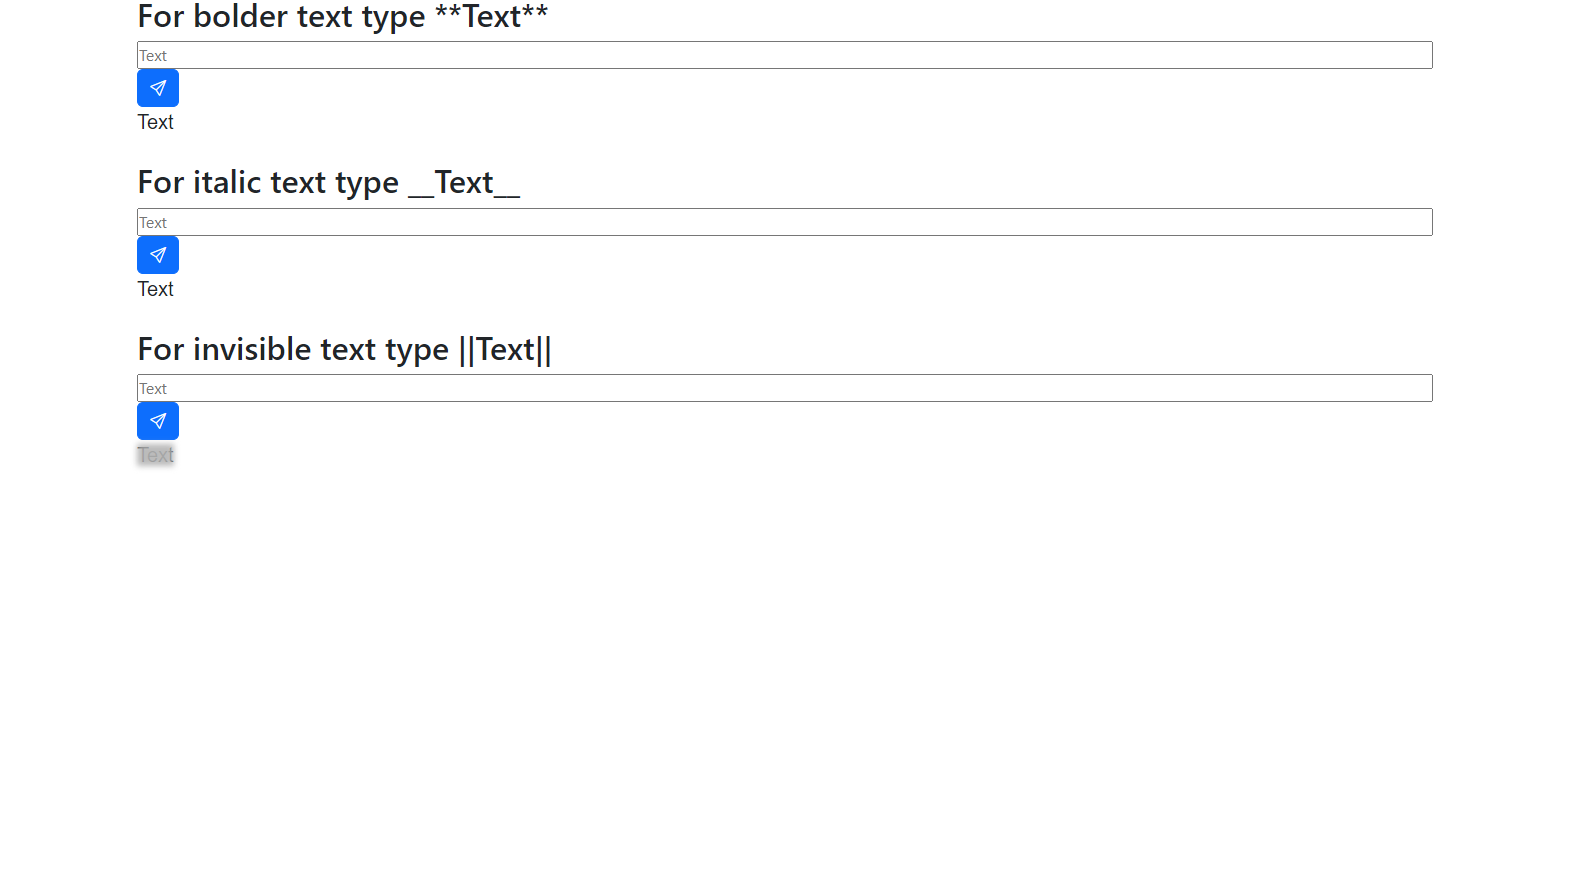 For bolder text type **Text**
Text
Text
For italic text type __Text__
Text
Text
For invisible text type ||Text||
Text
Text